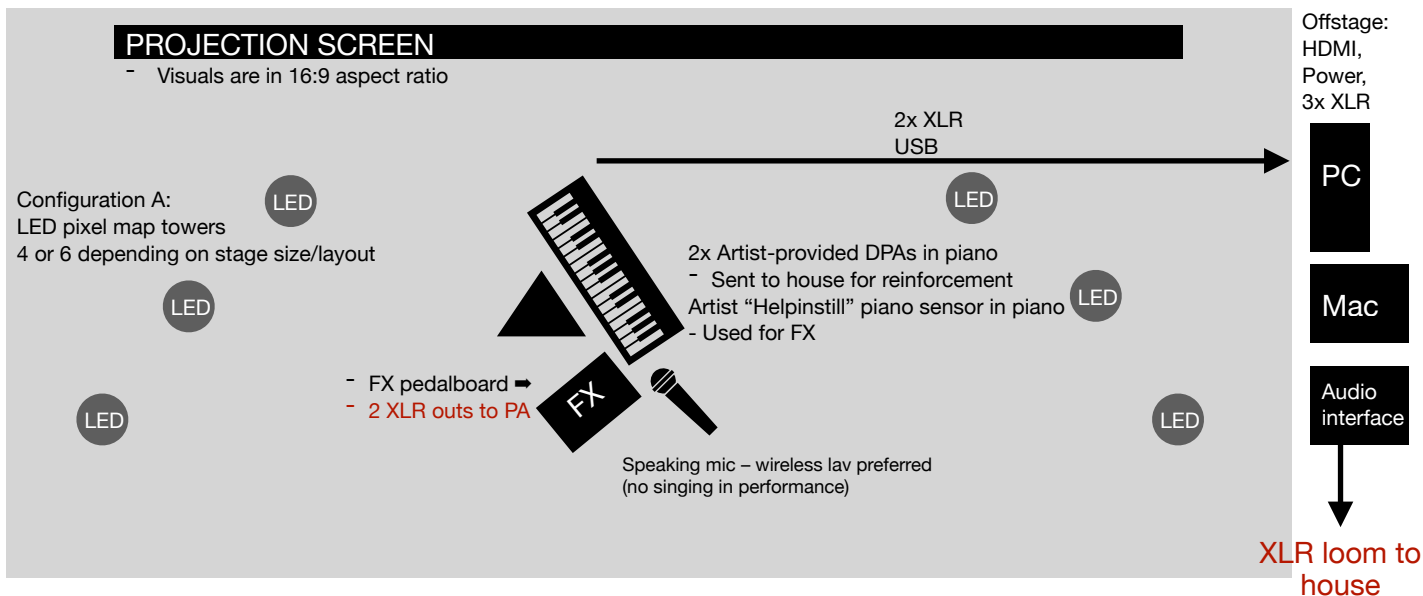 PROJECTION SCREEN
- Visuals are in 16:9 aspect ratio
Offstage:
HDMI,
Power,
3x XLR
2x XLR
USB
PC
Configuration A:
LED pixel map towers
4 or 6 depending on stage size/layout
LED
LED
LED
LED
LED
LED
2x Artist-provided DPAs in piano
- Sent to house for reinforcement
Artist “Helpinstill” piano sensor in piano
- Used for FX
Mac
- FX pedalboard ➡
- 2 XLR outs to PA
FX
Audio
interface
Speaking mic – wireless lav preferred
(no singing in performance)
XLR loom to
house